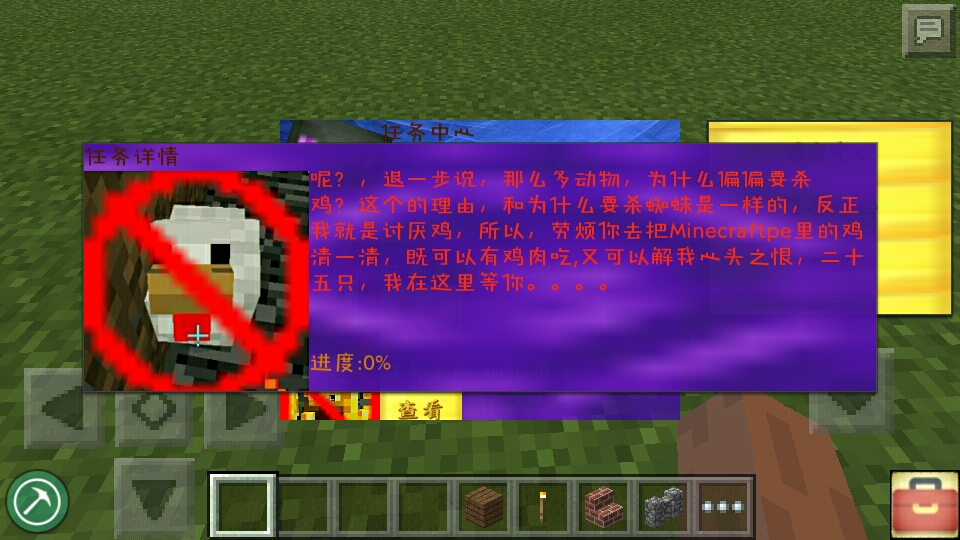 任务中心
任务详情
呢？，退一步说，那么多动物，为什么偏偏要杀
鸡？这个的理由，和为什么要杀蜘蛛是一样的，反正
我就是讨厌鸡，所以，劳烦你去把Minecraftpe里的鸡
清一清，既可以有鸡肉吃,又可以解我心头之恨，二十
五只，我在这里等你。。。。
进度:0%
查看